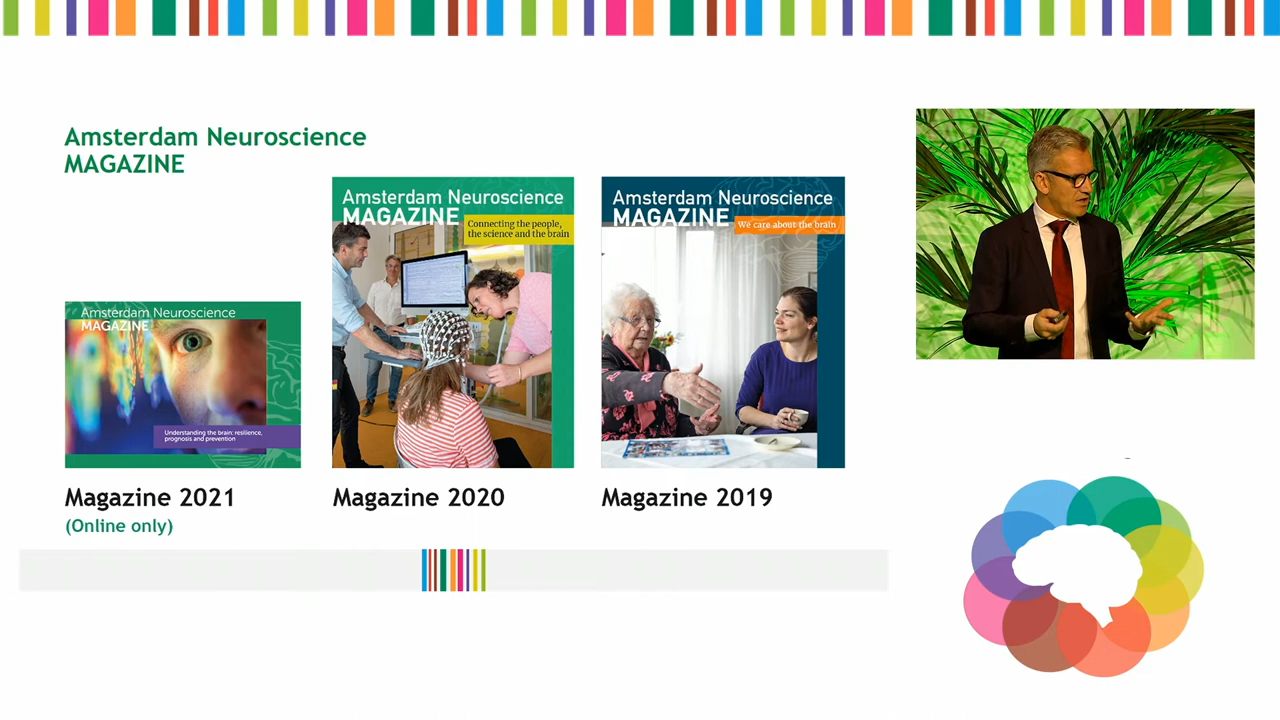 Amsterdam Neuroscience
MAGAZINE
Amsterdam Neuroscience
MAGAZINE
Understanding the brain: resilience,
prognosis and prevention
Amsterdam Neuroscience
MAGAZINE
Connecting the people,
the science and the brain
Amsterdam Neuroscience
MAGAZINE
We care about the brain
Magazine 2021
(Online only)
Magazine 2020
Magazine 2019